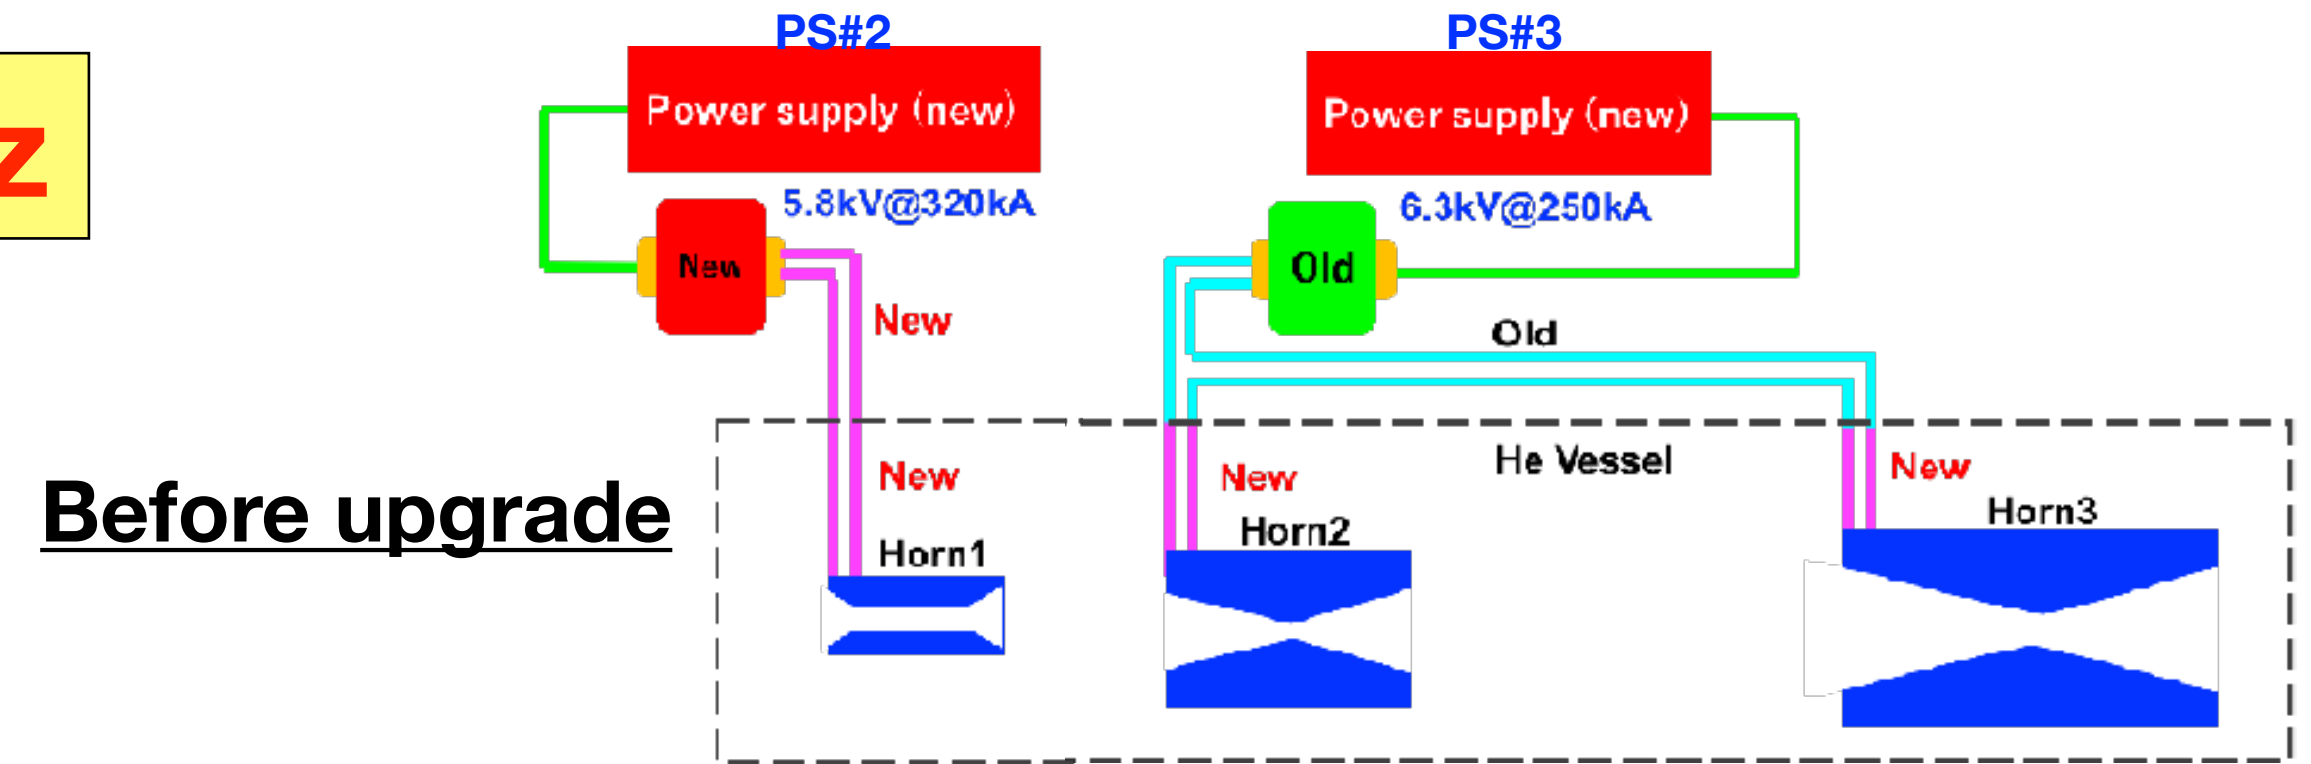 PS#2
PS#3
z
Power supply (new)
Power supply (new)
5.8kV@320kA
6.3kV@250kA
New
Old
New
Old
He Vessel
New
New
New
Before upgrade
Horn1
Horn2
Horn3